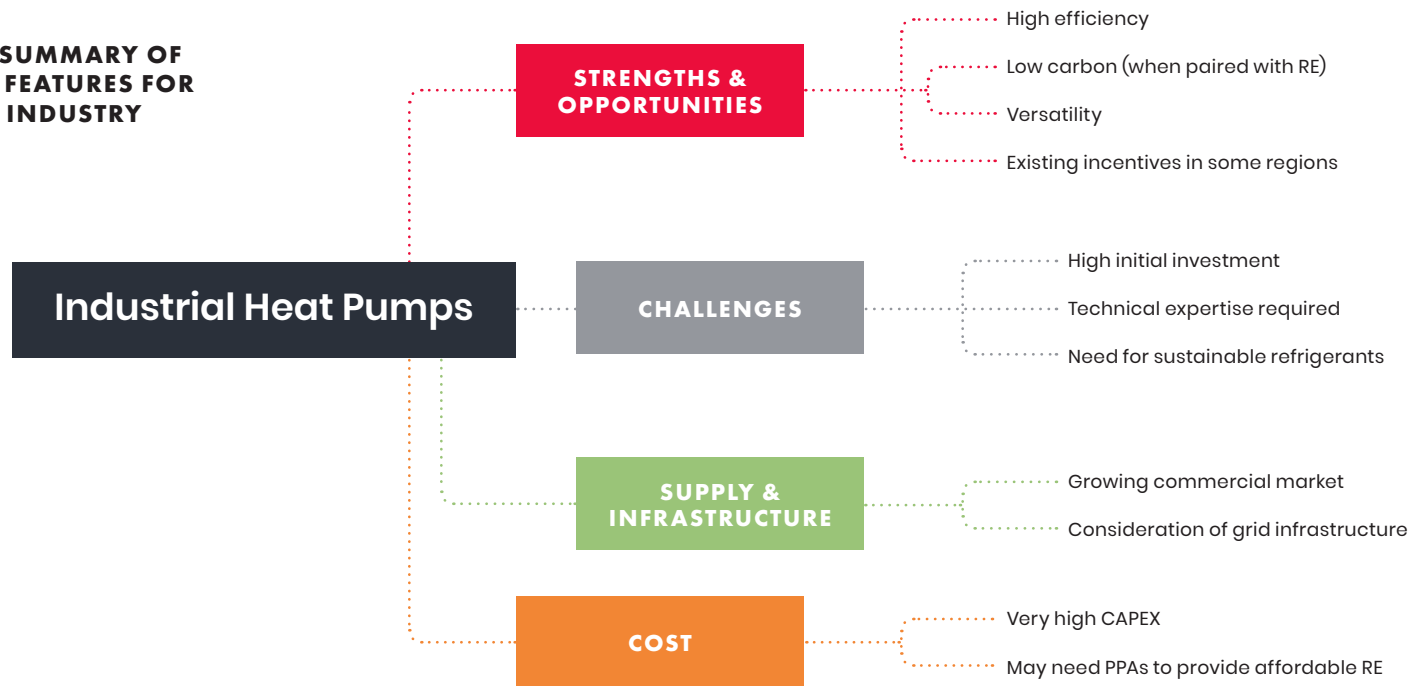 SUMMARY OF
FEATURES FOR
INDUSTRY
STRENGTHS &
OPPORTUNITIES
High efficiency
Low carbon (when paired with RE)
Versatility
Existing incentives in some regions
Industrial Heat Pumps
CHALLENGES
High initial investment
Technical expertise required
Need for sustainable refrigerants
SUPPLY &
INFRASTRUCTURE
Growing commercial market
Consideration of grid infrastructure
COST
Very high CAPEX
May need PPAs to provide affordable RE